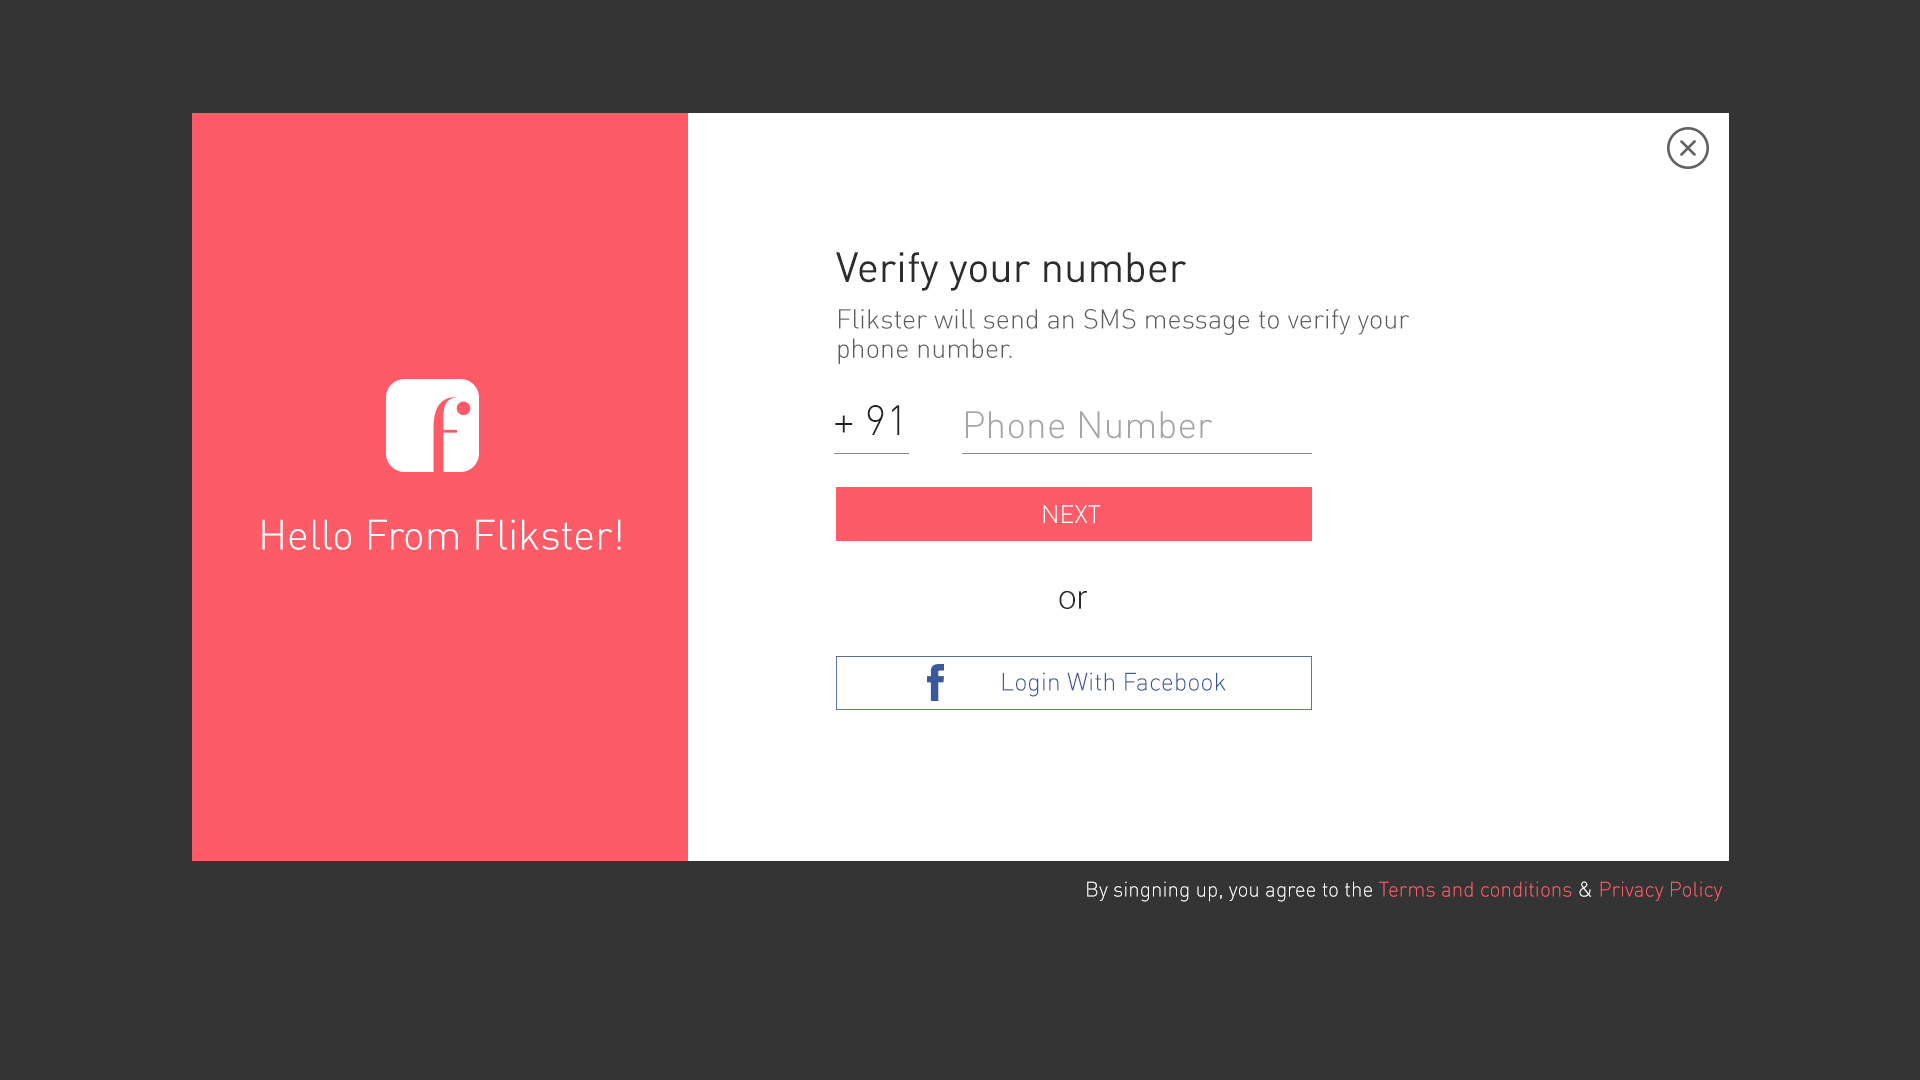 Hello From Flikster!
Verify your number
Flikster will send an SMS message to verify your
phone number.
+ 91
Phone Number
NEXT
or
Login With Facebook
By singning up, you agree to the Terms and conditions & Privacy Policy